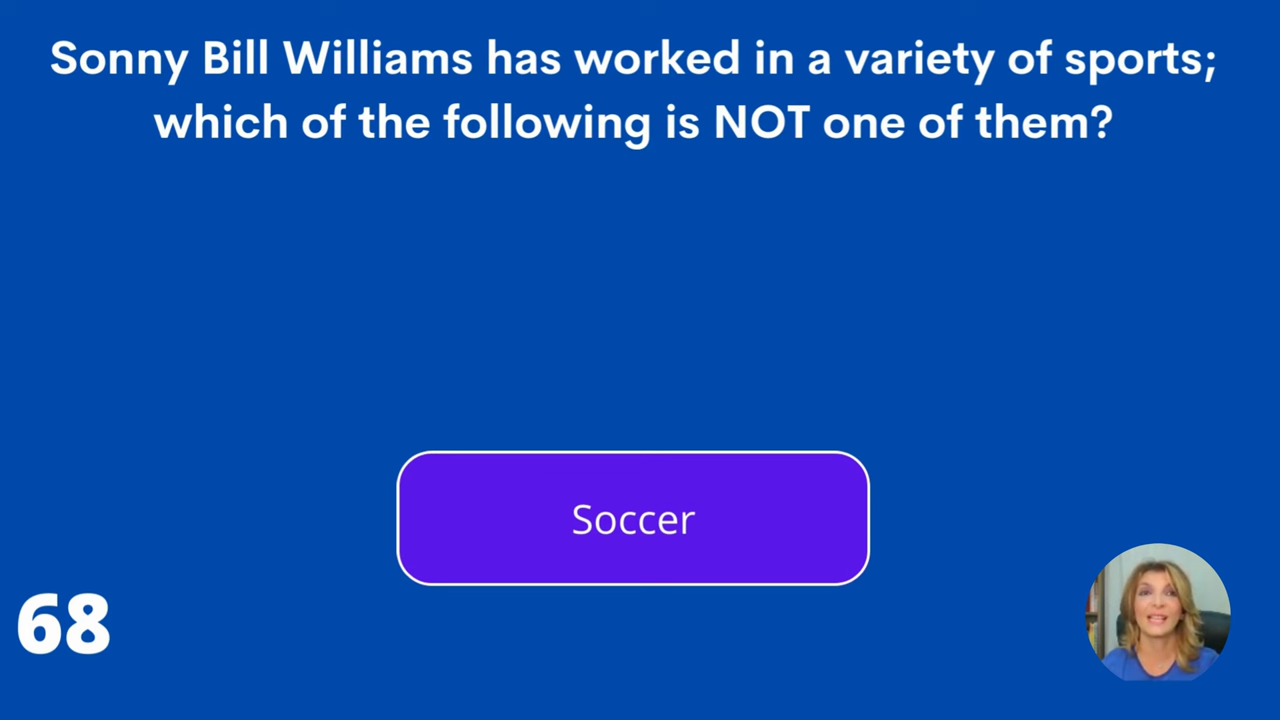 Sonny Bill Williams has worked in a variety of sports;
which of the following is NOT one of them?
Soccer
68